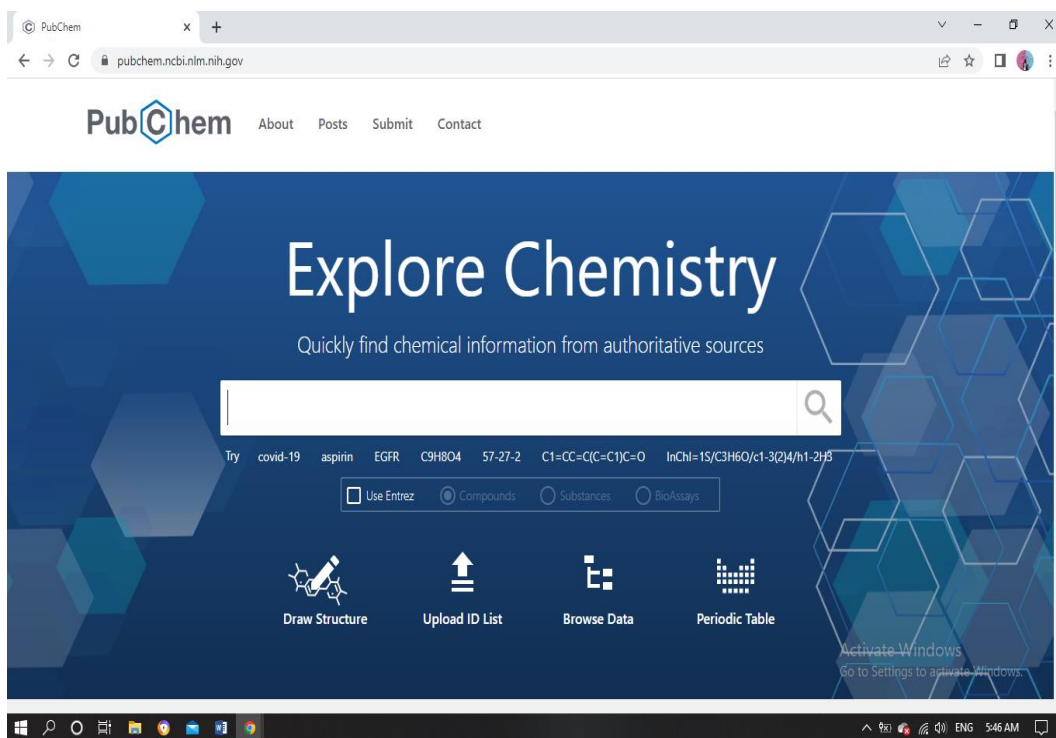 PubChem
pubchem.ncbi.nlm.nih.gov
PubChem About Posts Submit Contact
Explore Chemistry
Quickly find chemical information from authoritative sources
Try covid-19 aspirin EGFR C9H8O4 57-27-2 C1=CC=C(C=C1)C=O InChI=1S/C3H6O/c1-3(2)4/h1-2H3
Use Entrez Compounds Substances BioAssays
Draw Structure Upload ID List Browse Data Periodic Table
Activate Windows
Go to Settings to activate Windows.
ENG 5:46 AM